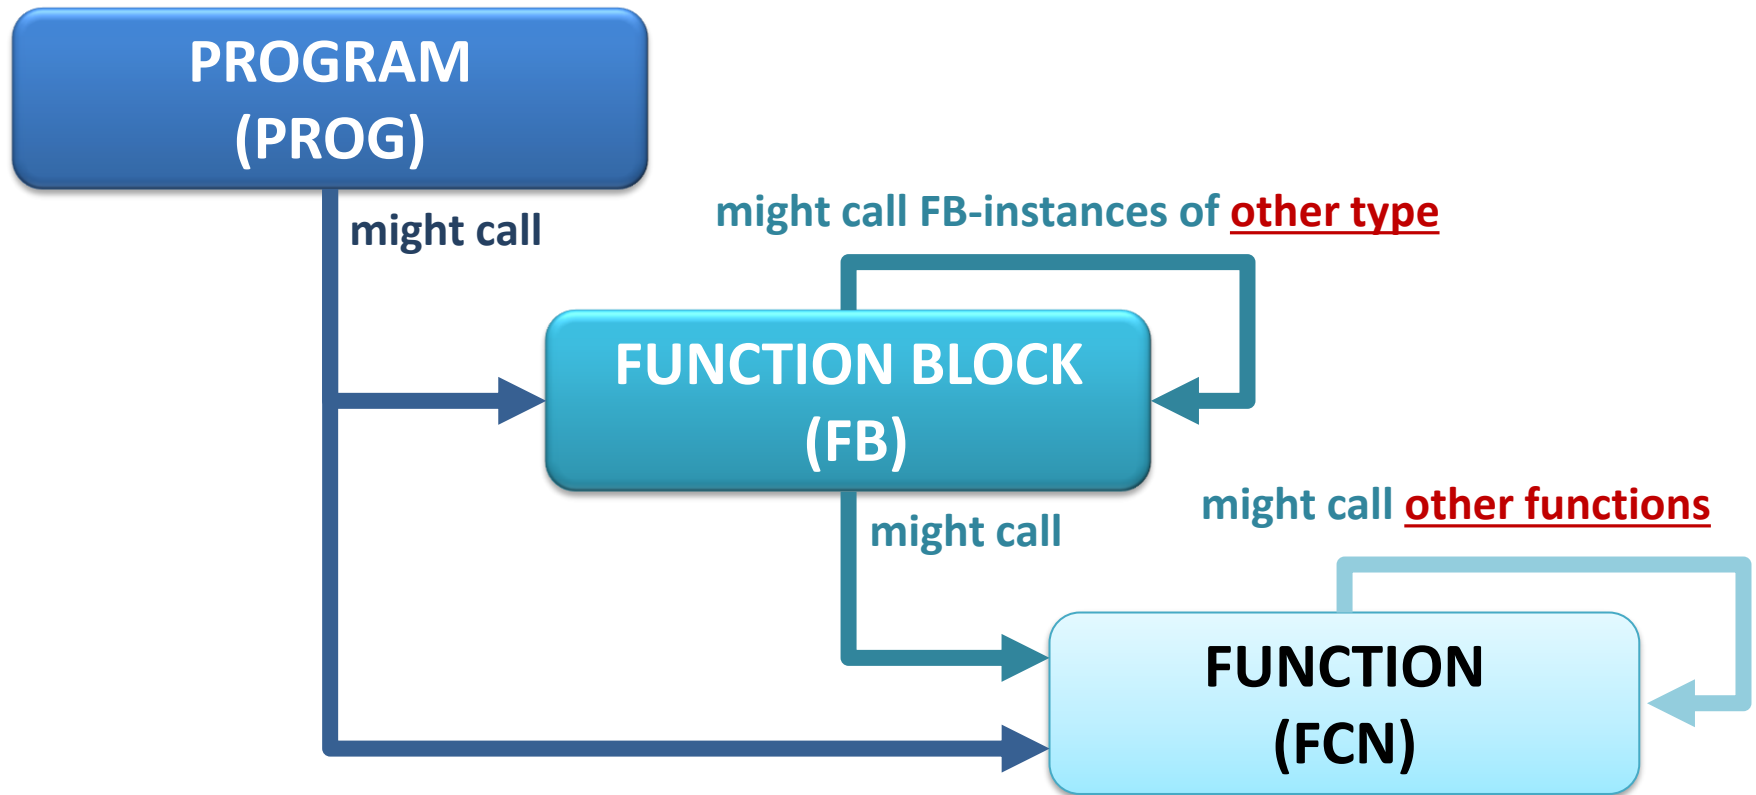 PROGRAM
(PROG)
might call
might call FB-instances of other type
FUNCTION BLOCK
(FB)
might call
might call other functions
FUNCTION
(FCN)